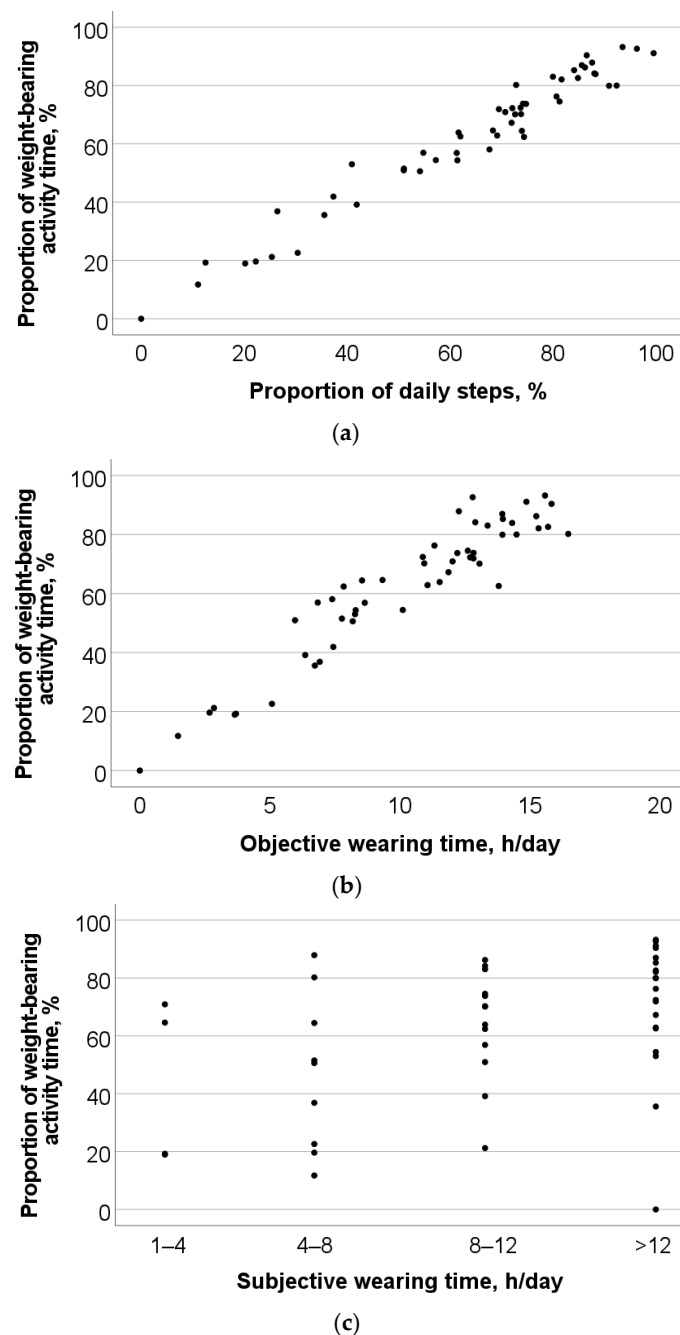 Proportion of weight-bearing
activity time, %
100
80
60
40
20
0
0 20 40 60 80 100
Proportion of daily steps, %
(a)
Proportion of weight-bearing
activity time, %
100
80
60
40
20
0
0 5 10 15 20
Objective wearing time, h/day
(b)
Proportion of weight-bearing
activity time, %
100
80
60
40
20
0
1–4 4–8 8–12 >12
Subjective wearing time, h/day
(c)